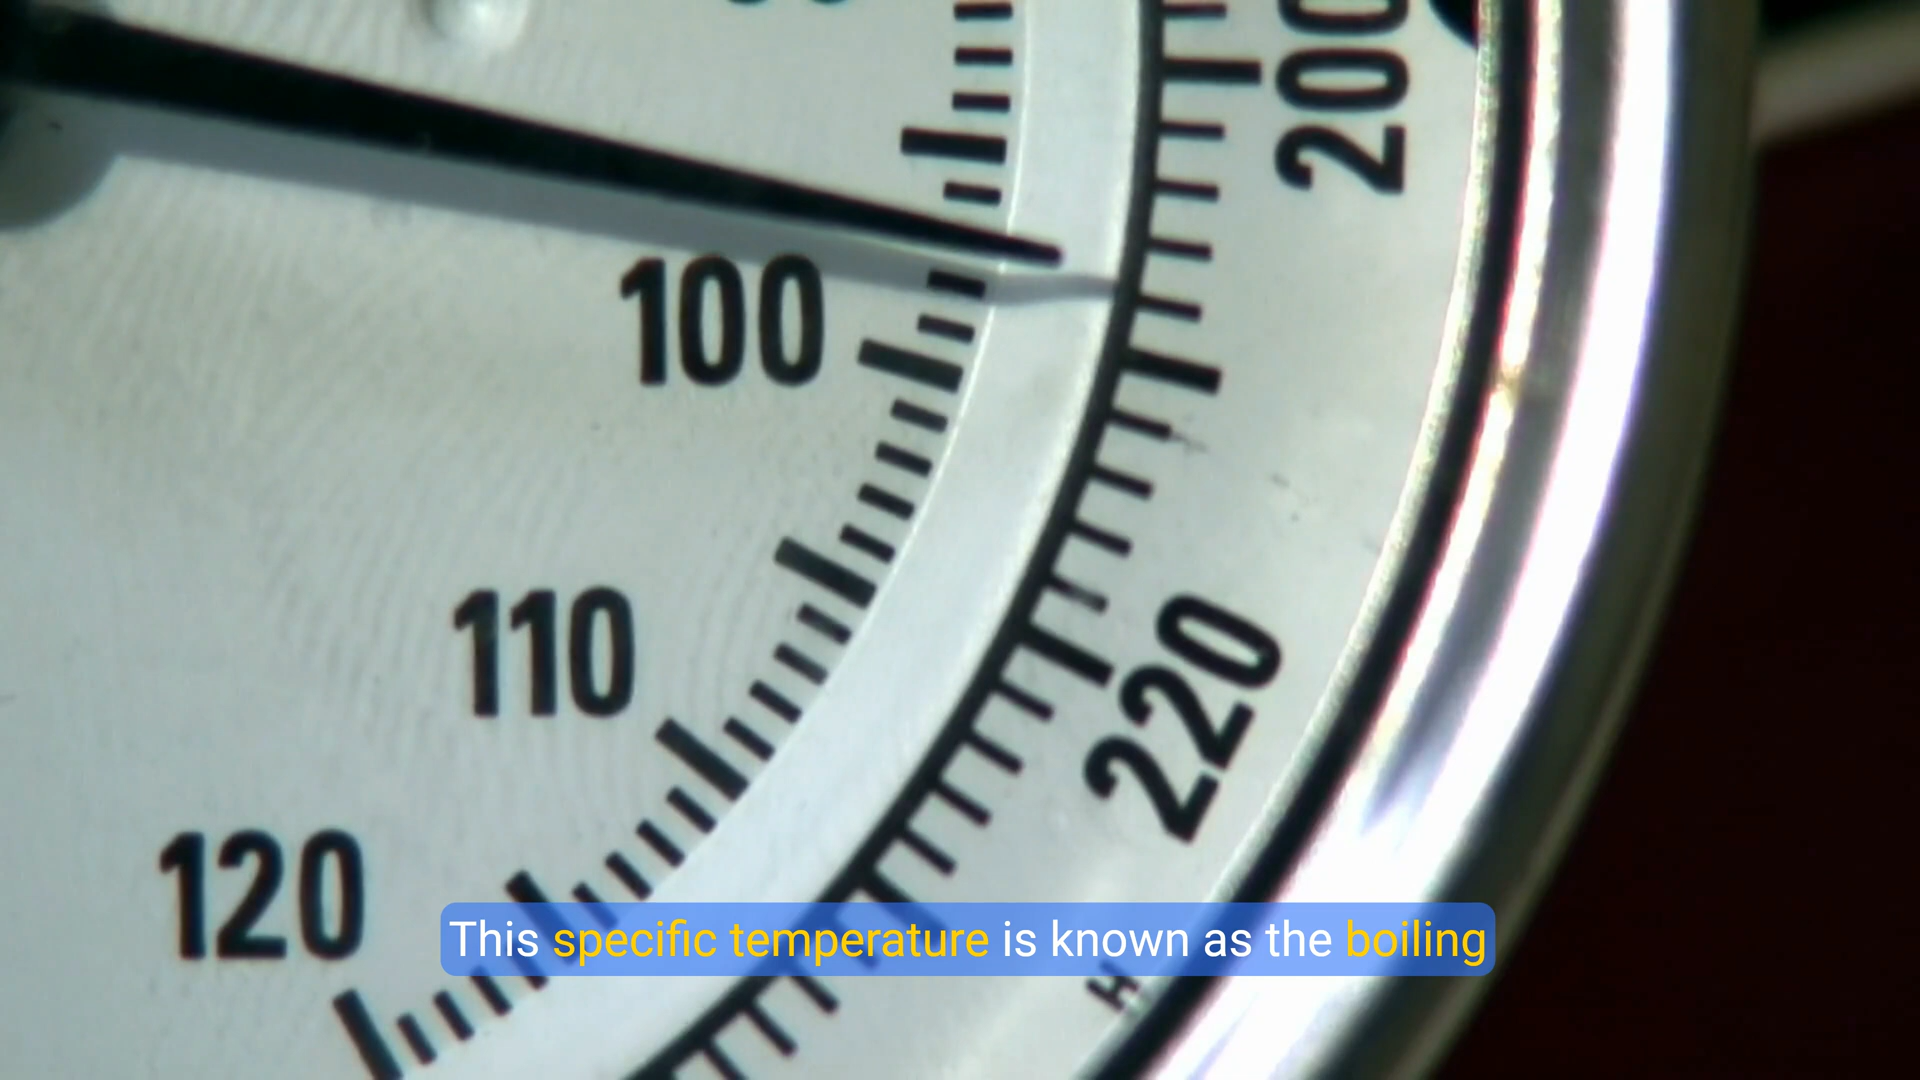 200
100
110
220
120
This specific temperature is known as the boiling
H